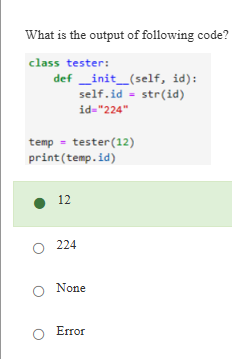 What is the output of following code?
class tester:
    def __init__(self, id):
        self.id = str(id)
        id="224"
temp = tester(12)
print(temp.id)
12
224
None
Error